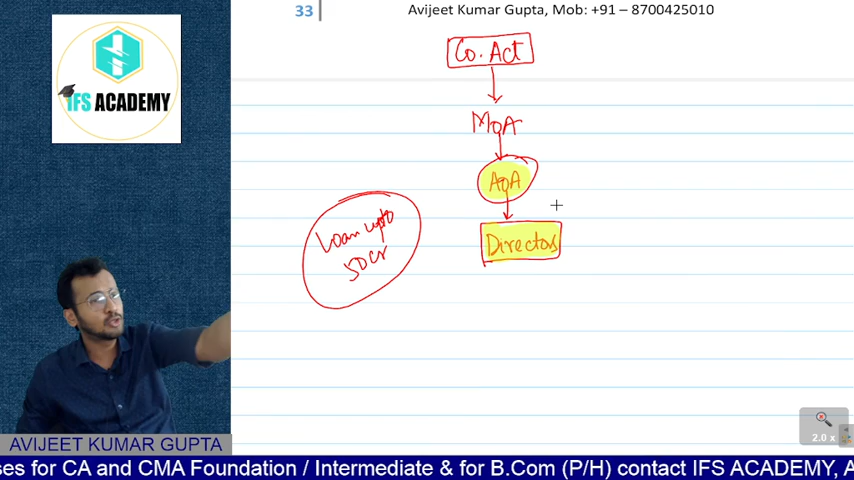 33
Avijeet Kumar Gupta, Mob: +91 – 8700425010
IFS ACADEMY
Co. Act
MoA
AoA
Directors
Loan upto
50cr
2.0 x
AVIJEET KUMAR GUPTA
ses for CA and CMA Foundation / Intermediate & for B.Com (P/H) contact IFS ACADEMY, A